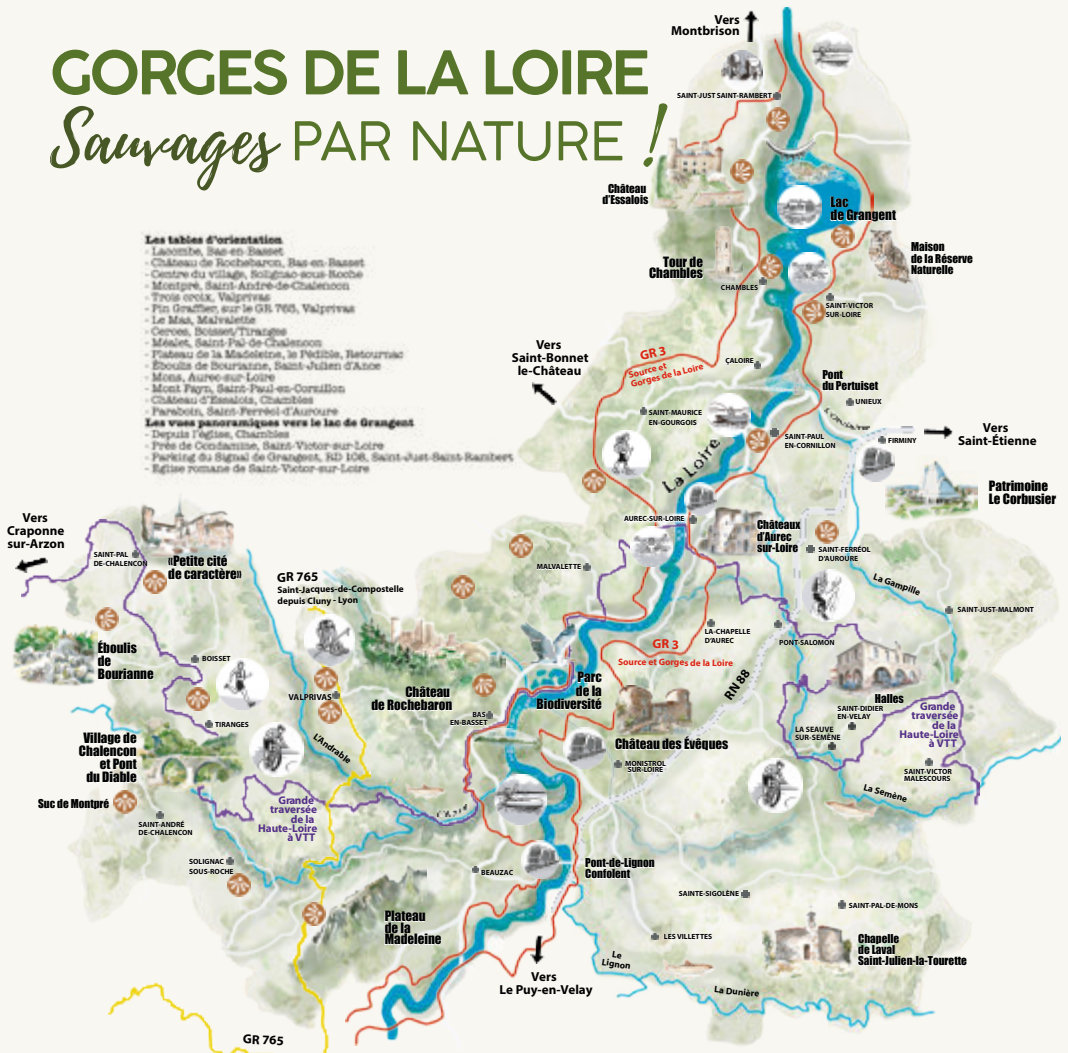 GORGES DE LA LOIRE
Sauvages PAR NATURE !
Les tables d'orientation
- Lacombe, Bas-en-Basset
- Château de Rochebaron, Bas-en-Basset
- Centre du village, Solignac-sous-Roche
- Montpré, Saint-André-de-Chalencon
- Trois croix, Valprivas
- Pin Graffier, sur le GR 765, Valprivas
- Le Mas, Malvalette
- Cerces, Boisset/Tiranges
- Méalet, Saint-Pal-de-Chalencon
- Plateau de la Madeleine, le Pédible, Retournac
- Éboulis de Bourianne, Saint-Julien d'Ance
- Mons, Aurec-sur-Loire
- Mont Payn, Saint-Paul-en-Cornillon
- Château d'Essalois, Chambles
- Paraboin, Saint-Ferréol-d'Auroure
Les vues panoramiques vers le lac de Grangent
- Depuis l'église, Chambles
- Près de Condamine, Saint-Victor-sur-Loire
- Parking du Signal de Grangent, RD 108, Saint-Just-Saint-Rambert
- Eglise romane de Saint-Victor-sur-Loire
Vers
Montbrison
SAINT-JUST SAINT-RAMBERT
Château
d'Essalois
Lac
de Grangent
Maison
de la Réserve
Naturelle
Tour de
Chambles
CHAMBLES
SAINT-VICTOR
SUR-LOIRE
Vers
Saint-Bonnet
le-Château
GR 3
Source et
Gorges de la Loire
ÇALOIRE
Pont
du Pertuiset
UNIEUX
L'Ondaine
SAINT-MAURICE
EN-GOURGOIS
La Loire
SAINT-PAUL
EN-CORNILLON
FIRMINY
Vers
Saint-Étienne
Patrimoine
Le Corbusier
AUREC-SUR-LOIRE
Châteaux
d'Aurec
sur-Loire
SAINT-FERRÉOL
D'AUROURE
La Gampille
SAINT-JUST-MALMONT
Vers
Craponne
sur-Arzon
SAINT-PAL
DE-CHALENCON
«Petite cité
de caractère»
GR 765
Saint-Jacques-de-Compostelle
depuis Cluny - Lyon
MALVALETTE
LA-CHAPELLE
D'AUREC
PONT-SALOMON
GR 3
Source et Gorges de la Loire
RN 88
Éboulis
de
Bourianne
BOISSET
TIRANGES
VALPRIVAS
L'Andrable
Château
de Rochebaron
BAS
EN-BASSET
Parc
de la
Biodiversité
Château des Évêques
MONISTROL
SUR-LOIRE
Halles
SAINT-DIDIER
EN-VELAY
LA SEAUVE
SUR-SEMÈNE
Grande
traversée
de la
Haute-Loire
à VTT
SAINT-VICTOR
MALESCOURS
La Semène
Village de
Chalencon
et Pont
du Diable
Suc de Montpré
SAINT-ANDRÉ
DE-CHALENCON
Grande
traversée
de la
Haute-Loire
à VTT
L'Ance
SOLIGNAC
SOUS-ROCHE
BEAUZAC
Pont-de-Lignon
Confolent
Plateau
de la
Madeleine
SAINTE-SIGOLÈNE
SAINT-PAL-DE-MONS
LES VILLETTES
Chapelle
de Laval
Saint-Julien-la-Tourette
Le
Lignon
La Dunière
Vers
Le Puy-en-Velay
GR 765